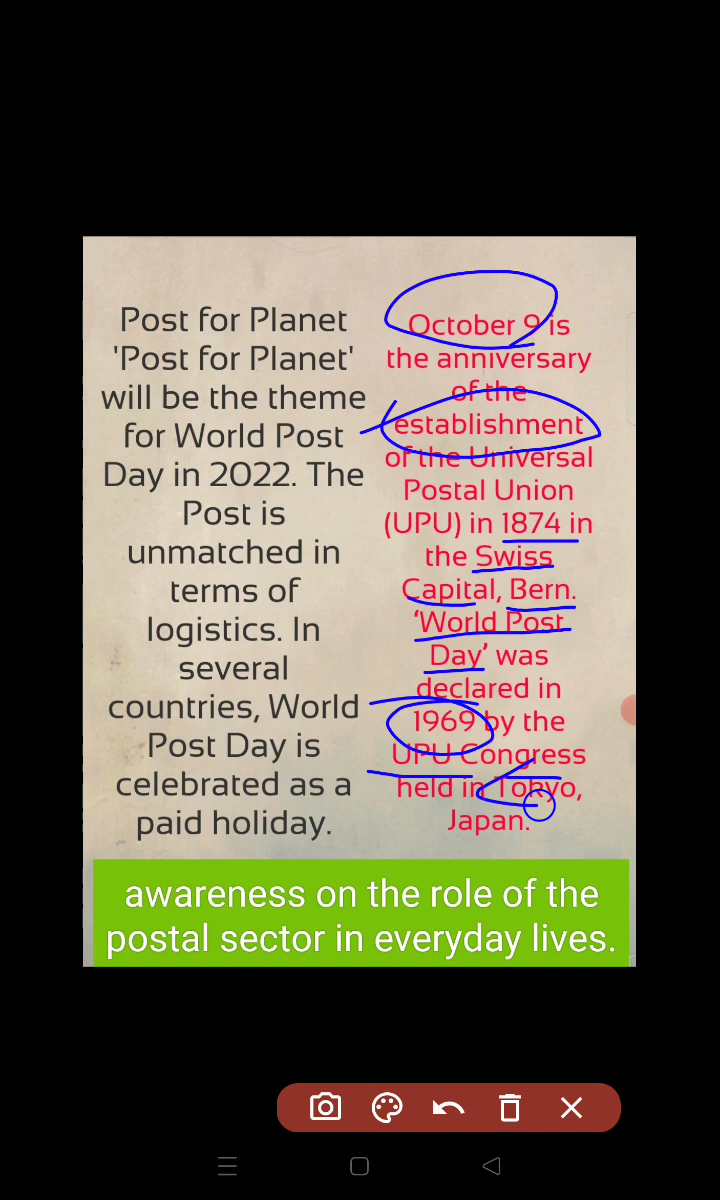 Post for Planet
'Post for Planet'
will be the theme
for World Post
Day in 2022. The
Post is
unmatched in
terms of
logistics. In
several
countries, World
Post Day is
celebrated as a
paid holiday.
October 9 is
the anniversary
of the
establishment
of the Universal
Postal Union
(UPU) in 1874 in
the Swiss
Capital, Bern.
‘World Post
Day’ was
declared in
1969 by the
UPU Congress
held in Tokyo,
Japan.
awareness on the role of the
postal sector in everyday lives.